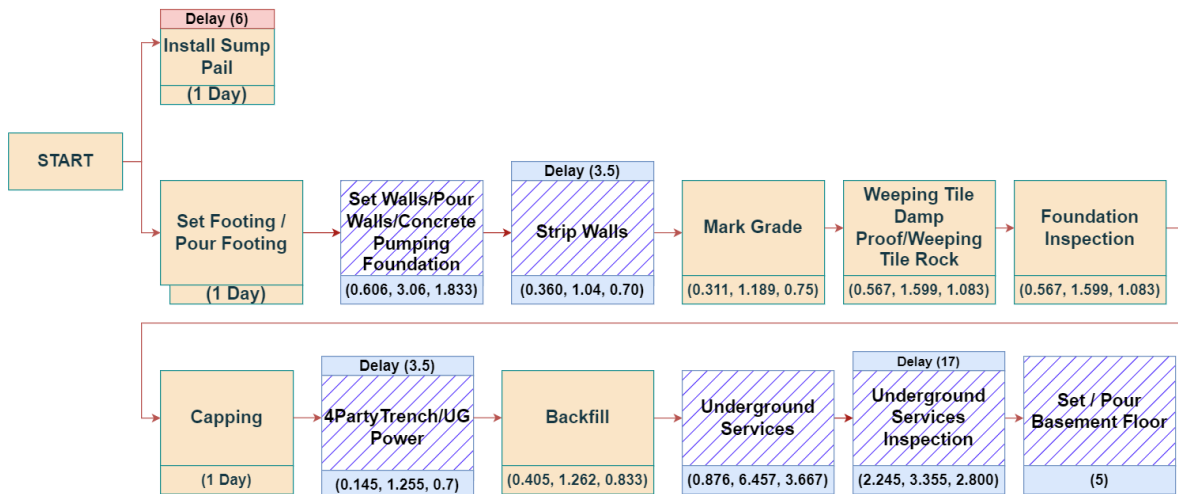 Delay (6)
Install Sump
Pail
(1 Day)
START
Set Footing /
Pour Footing
(1 Day)
Set Walls/Pour
Walls/Concrete
Pumping
Foundation
(0.606, 3.06, 1.833)
Delay (3.5)
Strip Walls
(0.360, 1.04, 0.70)
Mark Grade
(0.311, 1.189, 0.75)
Weeping Tile
Damp
Proof/Weeping
Tile Rock
(0.567, 1.599, 1.083)
Foundation
Inspection
(0.567, 1.599, 1.083)
Capping
(1 Day)
Delay (3.5)
4PartyTrench/UG
Power
(0.145, 1.255, 0.7)
Backfill
(0.405, 1.262, 0.833)
Underground
Services
(0.876, 6.457, 3.667)
Delay (17)
Underground
Services
Inspection
(2.245, 3.355, 2.800)
Set / Pour
Basement Floor
(5)